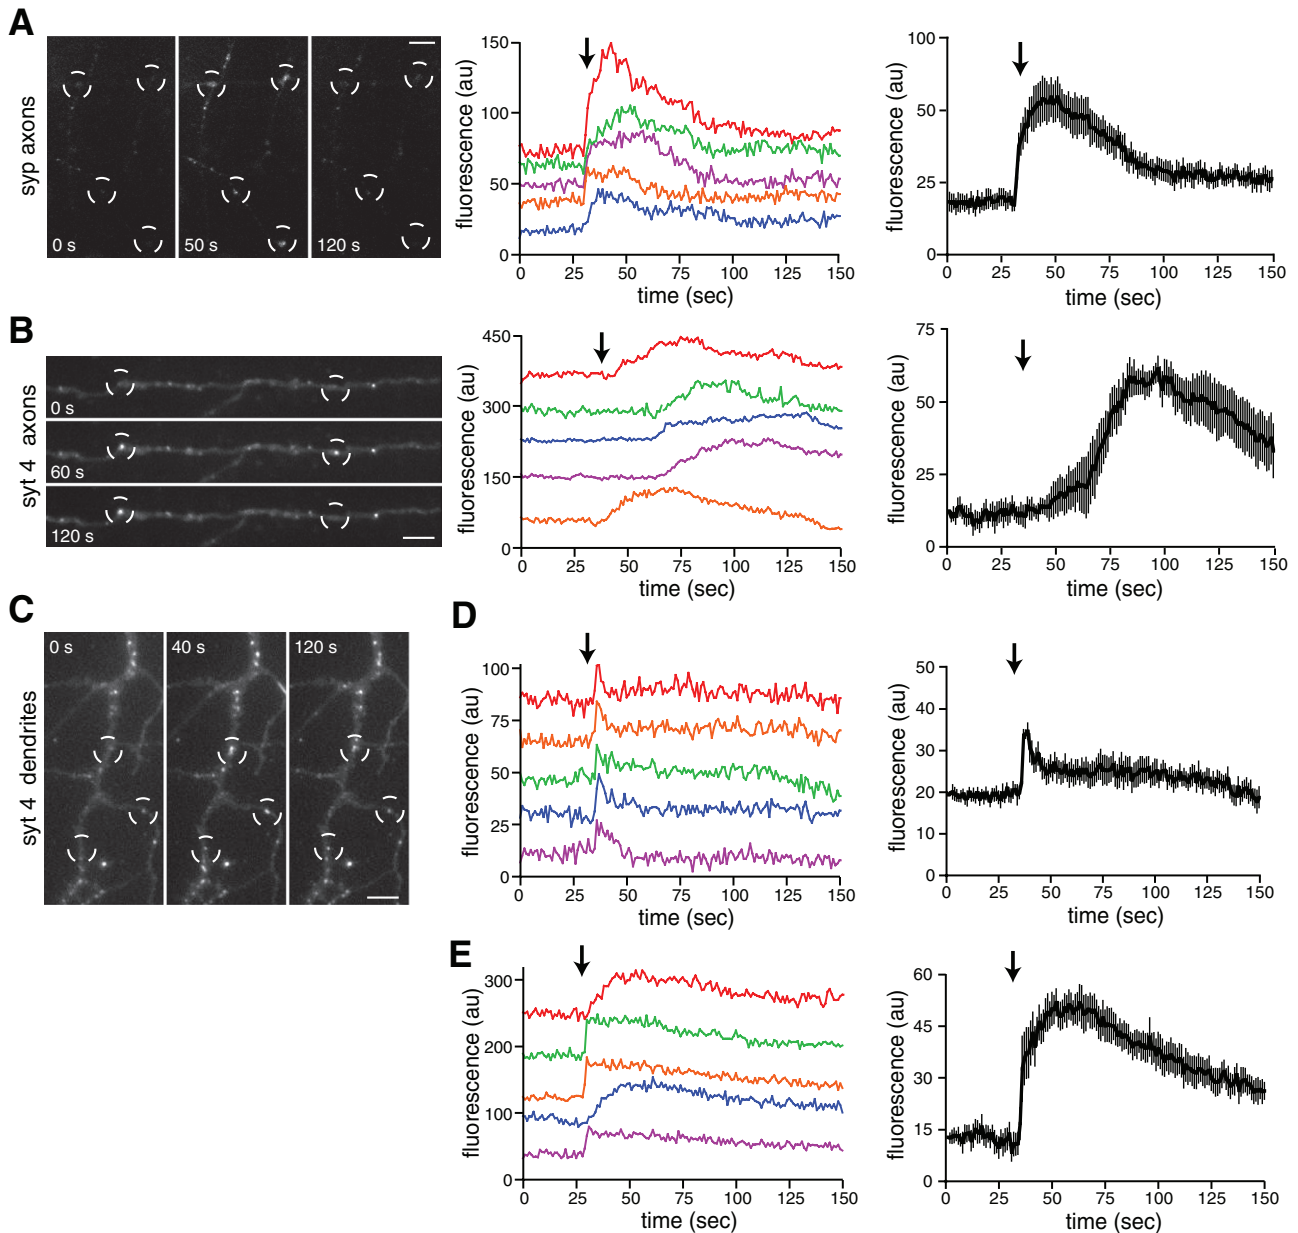 A
syp axons
0 s
50 s
120 s
fluorescence (au)
150
100
50
0
0 25 50 75 100 125 150
time (sec)
fluorescence (au)
100
50
25
0
0 25 50 75 100 125 150
time (sec)
B
syt 4 axons
0 s
60 s
120 s
fluorescence (au)
450
300
150
0
0 25 50 75 100 125 150
time (sec)
fluorescence (au)
75
50
25
0
0 25 50 75 100 125 150
time (sec)
C
syt 4 dendrites
0 s
40 s
120 s
D
fluorescence (au)
100
75
50
25
0
0 25 50 75 100 125 150
time (sec)
fluorescence (au)
50
40
30
20
10
0
0 25 50 75 100 125 150
time (sec)
E
fluorescence (au)
300
200
100
0
0 25 50 75 100 125 150
time (sec)
fluorescence (au)
60
45
30
15
0
0 25 50 75 100 125 150
time (sec)